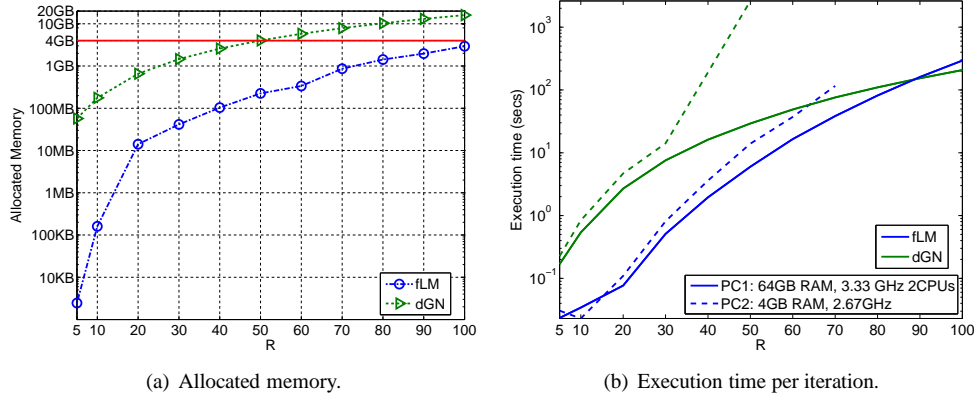 20GB
10GB
4GB
1GB
100MB
10MB
1MB
100KB
10KB
Allocated Memory
5 10 20 30 40 50 60 70 80 90 100
R
fLM
dGN
(a) Allocated memory.
10^3
10^2
10^1
10^0
10^-1
Execution time (secs)
fLM
dGN
PC1: 64GB RAM, 3.33 GHz 2CPUs
PC2: 4GB RAM, 2.67GHz
5 10 20 30 40 50 60 70 80 90 100
R
(b) Execution time per iteration.